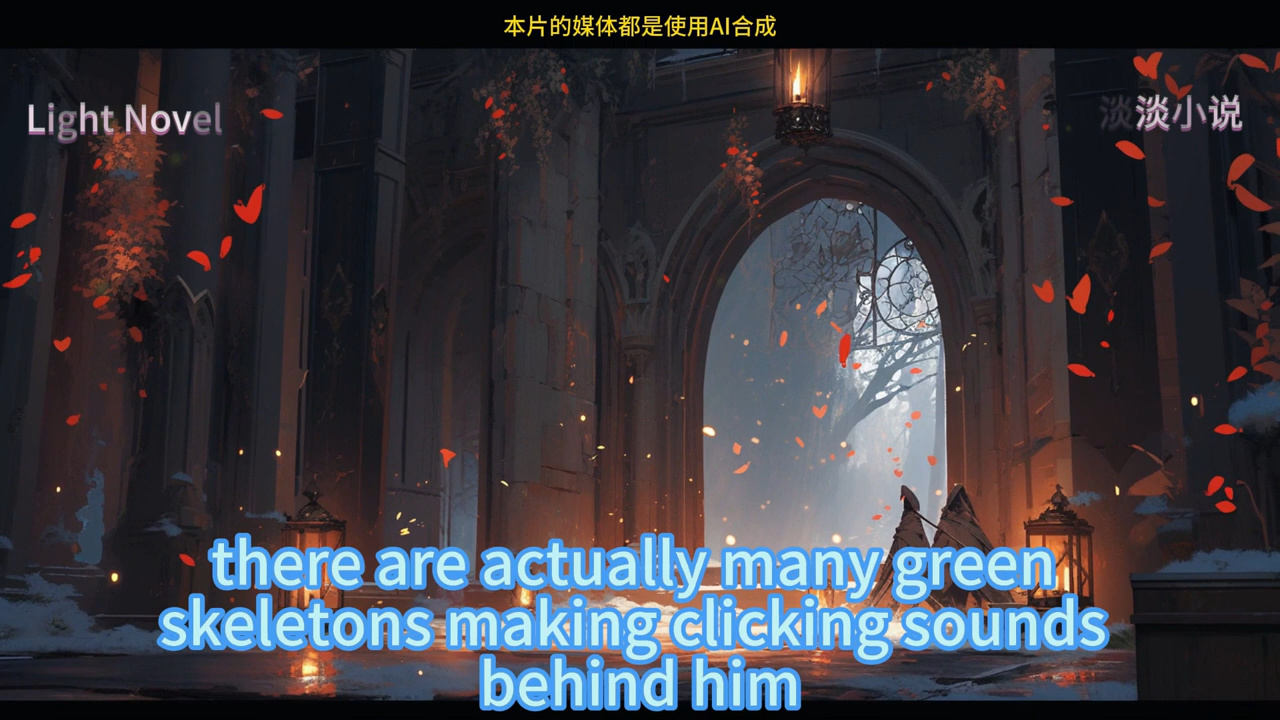 本片的媒体都是使用AI合成
Light Novel
淡淡小说
there are actually many green
skeletons making clicking sounds
behind him